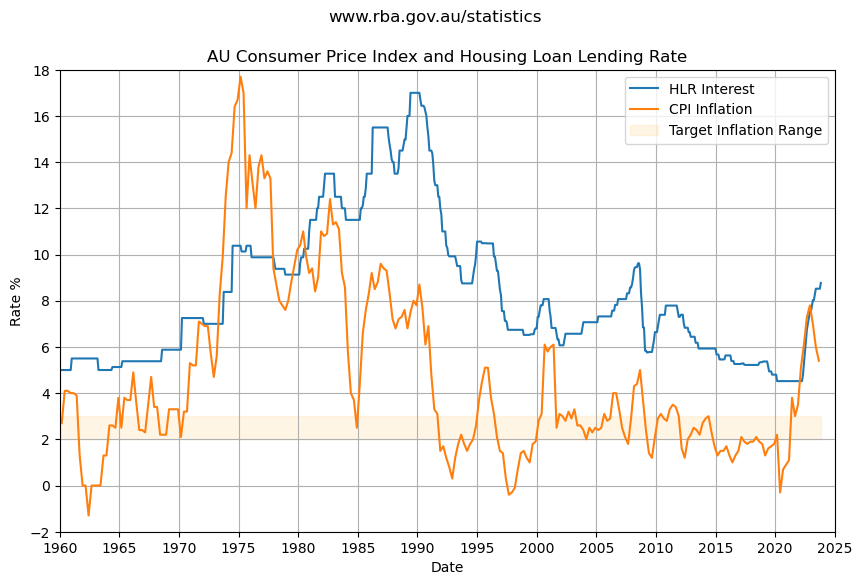 www.rba.gov.au/statistics
AU Consumer Price Index and Housing Loan Lending Rate
HLR Interest
CPI Inflation
Target Inflation Range
Rate %
18
16
14
12
10
8
6
4
2
0
−2
1960 1965 1970 1975 1980 1985 1990 1995 2000 2005 2010 2015 2020 2025
Date